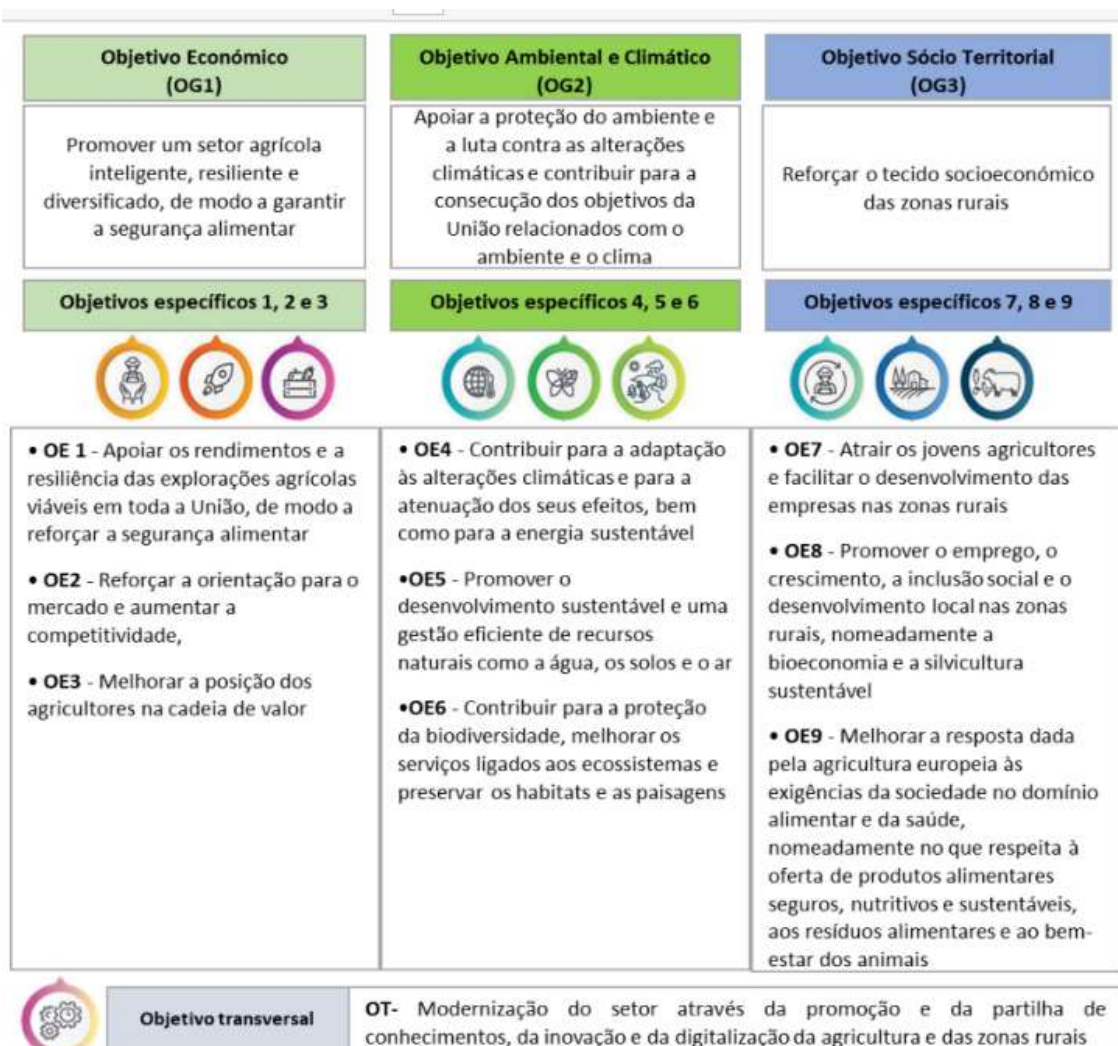 Objetivo Económico
(OG1)
Promover um setor agrícola
inteligente, resiliente e
diversificado, de modo a garantir
a segurança alimentar
Objetivos específicos 1, 2 e 3
• OE 1 - Apoiar os rendimentos e a
resiliência das explorações agrícolas
viáveis em toda a União, de modo a
reforçar a segurança alimentar
• OE2 - Reforçar a orientação para o
mercado e aumentar a
competitividade,
• OE3 - Melhorar a posição dos
agricultores na cadeia de valor
Objetivo Ambiental e Climático
(OG2)
Apoiar a proteção do ambiente e
a luta contra as alterações
climáticas e contribuir para a
consecução dos objetivos da
União relacionados com o
ambiente e o clima
Objetivos específicos 4, 5 e 6
• OE4 - Contribuir para a adaptação
às alterações climáticas e para a
atenuação dos seus efeitos, bem
como para a energia sustentável
•OE5 - Promover o
desenvolvimento sustentável e uma
gestão eficiente de recursos
naturais como a água, os solos e o ar
•OE6 - Contribuir para a proteção
da biodiversidade, melhorar os
serviços ligados aos ecossistemas e
preservar os habitats e as paisagens
Objetivo Sócio Territorial
(OG3)
Reforçar o tecido socioeconómico
das zonas rurais
Objetivos específicos 7, 8 e 9
• OE7 - Atrair os jovens agricultores
e facilitar o desenvolvimento das
empresas nas zonas rurais
• OE8 - Promover o emprego, o
crescimento, a inclusão social e o
desenvolvimento local nas zonas
rurais, nomeadamente a
bioeconomia e a silvicultura
sustentável
• OE9 - Melhorar a resposta dada
pela agricultura europeia às
exigências da sociedade no domínio
alimentar e da saúde,
nomeadamente no que respeita à
oferta de produtos alimentares
seguros, nutritivos e sustentáveis,
aos resíduos alimentares e ao bem-
estar dos animais
Objetivo transversal
OT- Modernização do setor através da promoção e da partilha de
conhecimentos, da inovação e da digitalização da agricultura e das zonas rurais